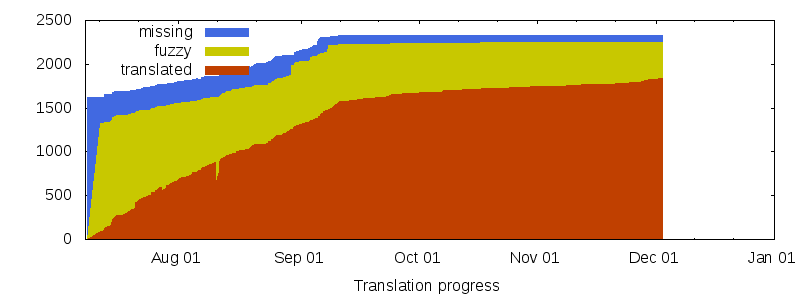 2500
missing
fuzzy
2000
translated
1500
1000
500
0
Aug 01 Sep 01 Oct 01 Nov 01 Dec 01 Jan 01
Translation progress